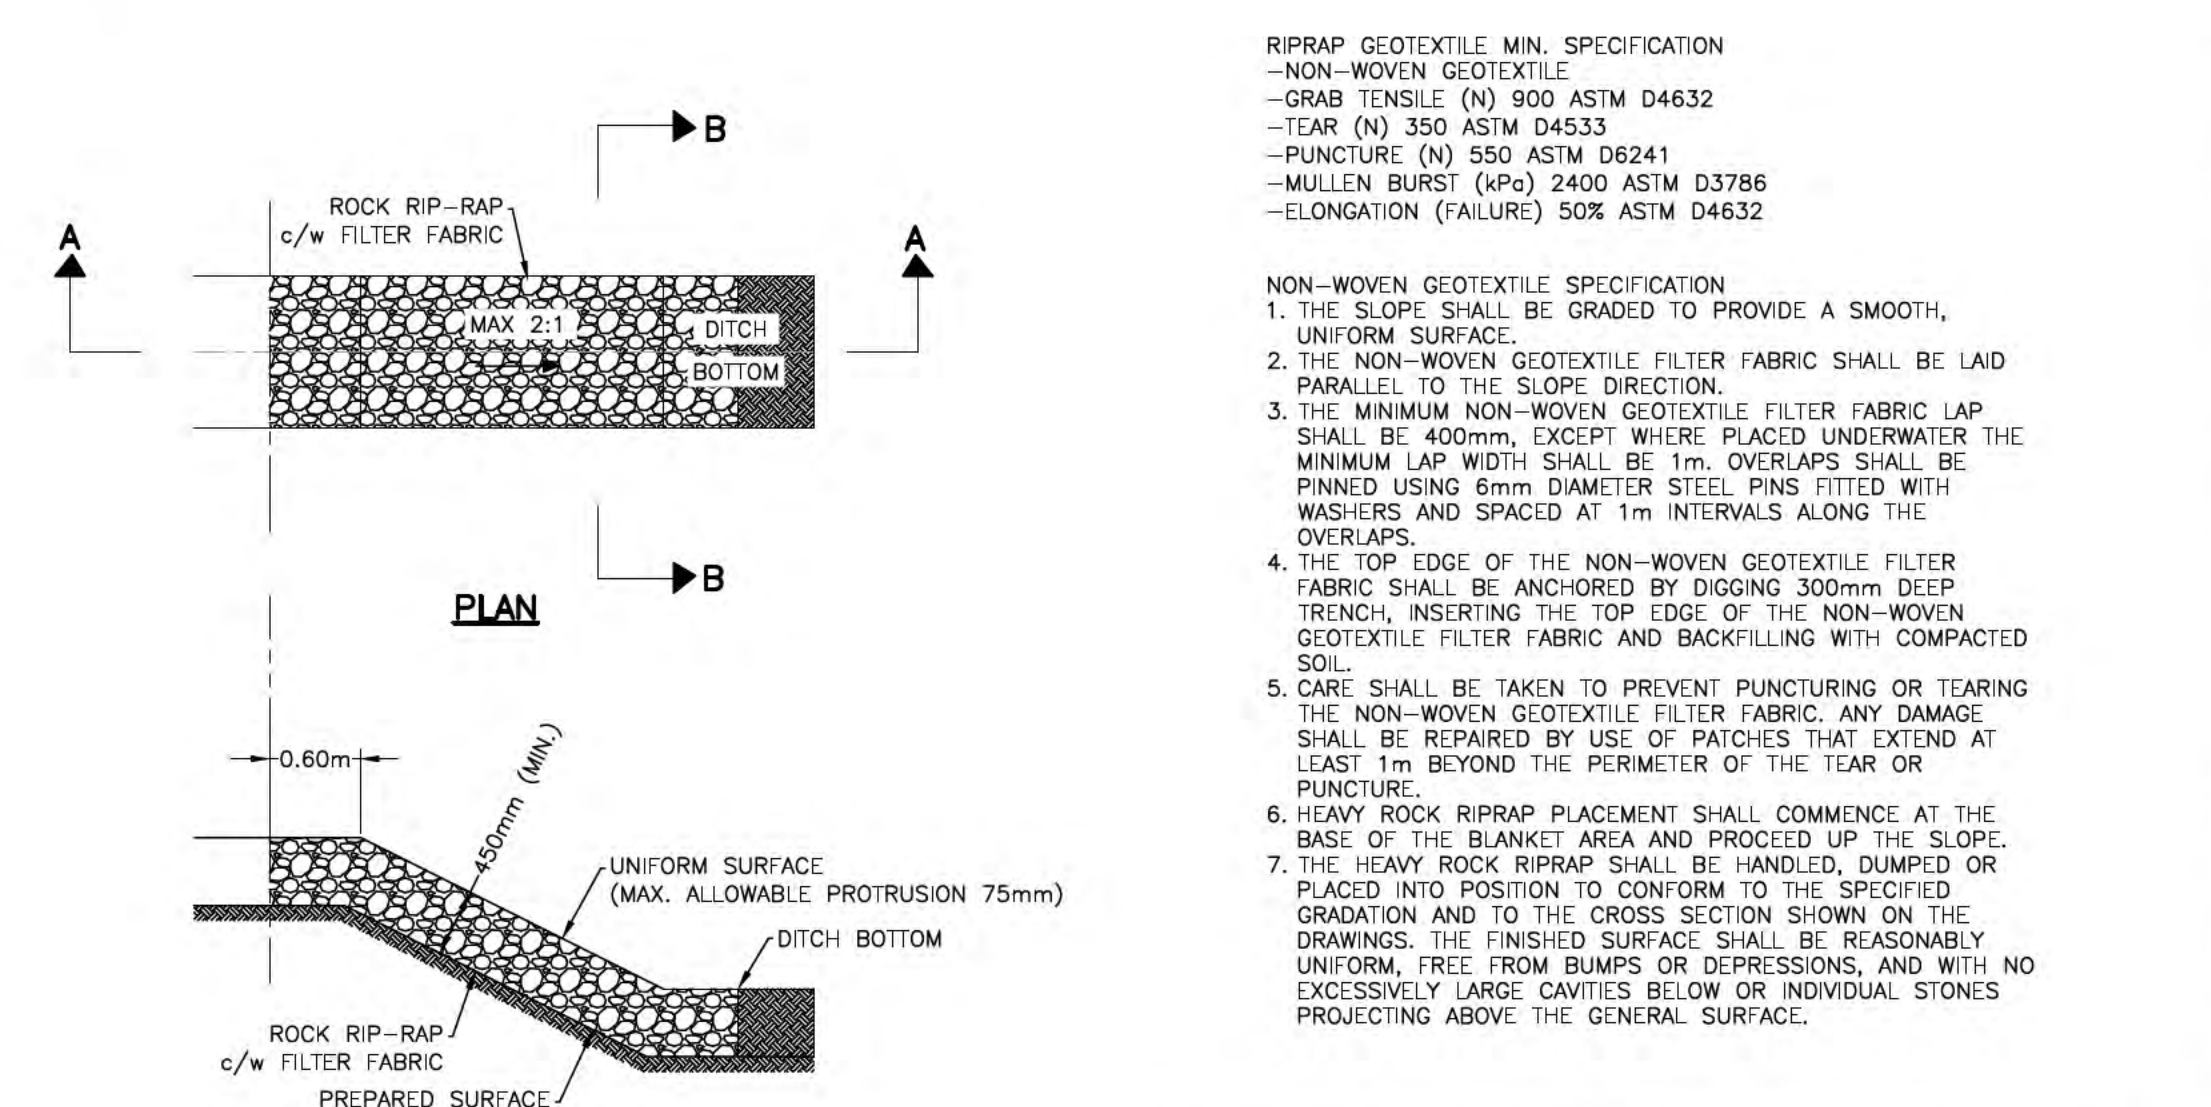 B
ROCK RIP-RAP
c/w FILTER FABRIC
A
A
MAX 2:1
DITCH
BOTTOM
B
PLAN
0.60m
450mm (MIN.)
UNIFORM SURFACE
(MAX. ALLOWABLE PROTRUSION 75mm)
DITCH BOTTOM
ROCK RIP-RAP
c/w FILTER FABRIC
PREPARED SURFACE
RIPRAP GEOTEXTILE MIN. SPECIFICATION
-NON-WOVEN GEOTEXTILE
-GRAB TENSILE (N) 900 ASTM D4632
-TEAR (N) 350 ASTM D4533
-PUNCTURE (N) 550 ASTM D6241
-MULLEN BURST (kPa) 2400 ASTM D3786
-ELONGATION (FAILURE) 50% ASTM D4632
NON-WOVEN GEOTEXTILE SPECIFICATION
1. THE SLOPE SHALL BE GRADED TO PROVIDE A SMOOTH,
UNIFORM SURFACE.
2. THE NON-WOVEN GEOTEXTILE FILTER FABRIC SHALL BE LAID
PARALLEL TO THE SLOPE DIRECTION.
3. THE MINIMUM NON-WOVEN GEOTEXTILE FILTER FABRIC LAP
SHALL BE 400mm, EXCEPT WHERE PLACED UNDERWATER THE
MINIMUM LAP WIDTH SHALL BE 1m. OVERLAPS SHALL BE
PINNED USING 6mm DIAMETER STEEL PINS FITTED WITH
WASHERS AND SPACED AT 1m INTERVALS ALONG THE
OVERLAPS.
4. THE TOP EDGE OF THE NON-WOVEN GEOTEXTILE FILTER
FABRIC SHALL BE ANCHORED BY DIGGING 300mm DEEP
TRENCH, INSERTING THE TOP EDGE OF THE NON-WOVEN
GEOTEXTILE FILTER FABRIC AND BACKFILLING WITH COMPACTED
SOIL.
5. CARE SHALL BE TAKEN TO PREVENT PUNCTURING OR TEARING
THE NON-WOVEN GEOTEXTILE FILTER FABRIC. ANY DAMAGE
SHALL BE REPAIRED BY USE OF PATCHES THAT EXTEND AT
LEAST 1m BEYOND THE PERIMETER OF THE TEAR OR
PUNCTURE.
6. HEAVY ROCK RIPRAP PLACEMENT SHALL COMMENCE AT THE
BASE OF THE BLANKET AREA AND PROCEED UP THE SLOPE.
7. THE HEAVY ROCK RIPRAP SHALL BE HANDLED, DUMPED OR
PLACED INTO POSITION TO CONFORM TO THE SPECIFIED
GRADATION AND TO THE CROSS SECTION SHOWN ON THE
DRAWINGS. THE FINISHED SURFACE SHALL BE REASONABLY
UNIFORM, FREE FROM BUMPS OR DEPRESSIONS, AND WITH NO
EXCESSIVELY LARGE CAVITIES BELOW OR INDIVIDUAL STONES
PROJECTING ABOVE THE GENERAL SURFACE.